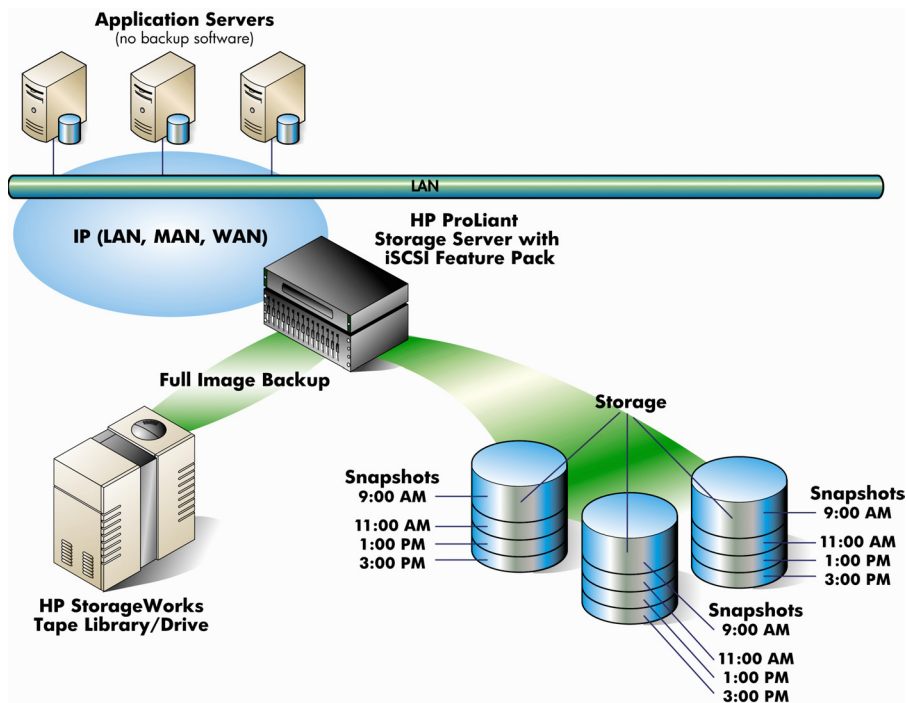 Application Servers
(no backup software)
LAN
IP (LAN, MAN, WAN)
HP ProLiant
Storage Server with
iSCSI Feature Pack
Full Image Backup
Storage
HP StorageWorks
Tape Library/Drive
Snapshots
9:00 AM
11:00 AM
1:00 PM
3:00 PM
Snapshots
9:00 AM
11:00 AM
1:00 PM
3:00 PM
Snapshots
9:00 AM
11:00 AM
1:00 PM
3:00 PM